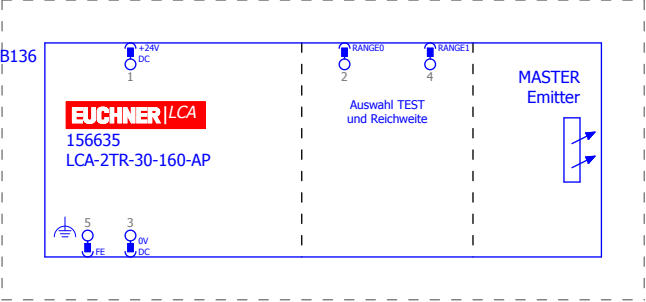 B136
+24V
DC
1
RANGE0
2
RANGE1
4
MASTER
Emitter
EUCHNER LCA
Auswahl TEST
und Reichweite
156635
LCA-2TR-30-160-AP
5
FE
3
0V
DC